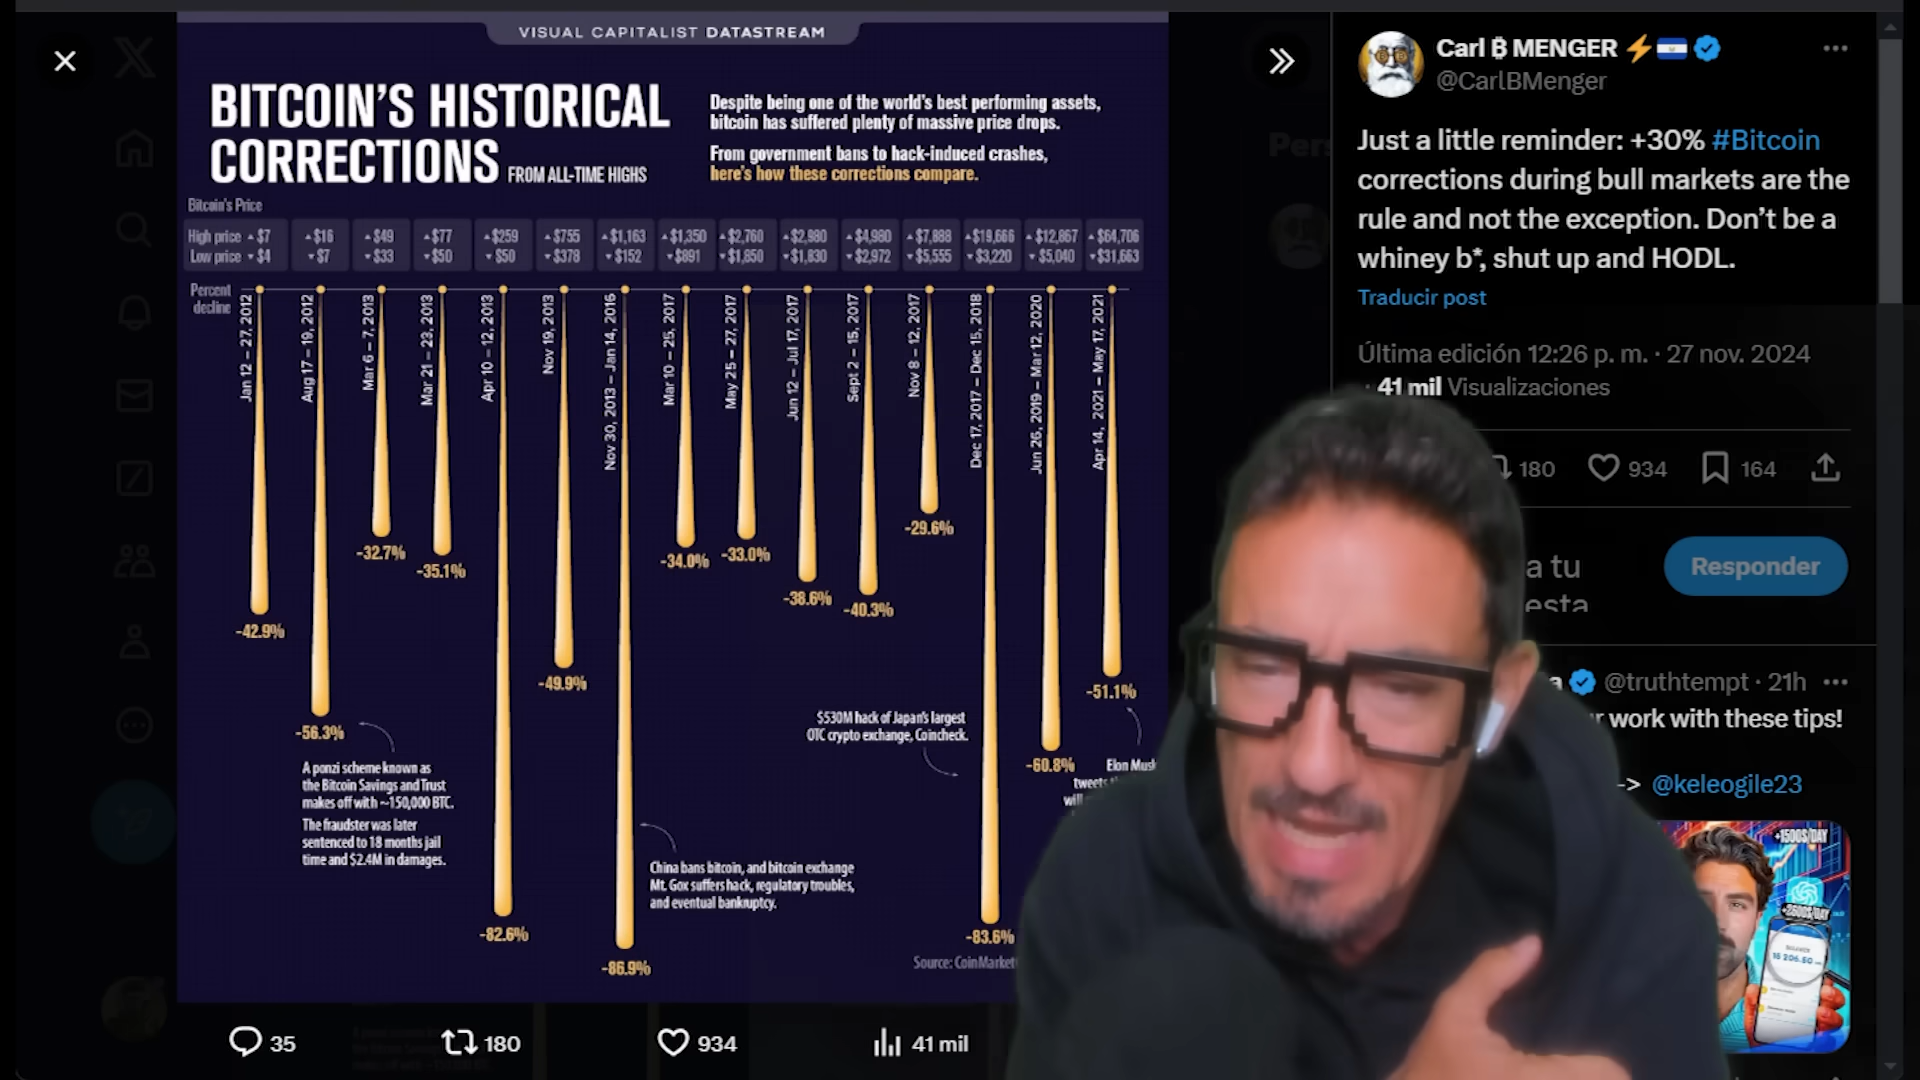 VISUAL CAPITALIST DATASTREAM
BITCOIN'S HISTORICAL
CORRECTIONS FROM ALL-TIME HIGHS
Despite being one of the world's best performing assets,
bitcoin has suffered plenty of massive price drops.
From government bans to hack-induced crashes,
here's how these corrections compare.
Bitcoin's Price
High price ▲ $7 ▲ $16 ▲ $49 ▲ $77 ▲ $259 ▲ $755 ▲ $1,163 ▲ $1,350 ▲ $2,760 ▲ $2,980 ▲ $4,980 ▲ $7,888 ▲ $19,666 ▲ $12,867 ▲ $64,706
Low price ▼ $4 ▼ $7 ▼ $33 ▼ $50 ▼ $50 ▼ $378 ▼ $152 ▼ $891 ▼ $1,850 ▼ $1,830 ▼ $2,972 ▼ $5,555 ▼ $3,220 ▼ $5,040 ▼ $31,663
Percent
decline
Jan 12 – 27, 2012
Aug 17 – 19, 2012
Mar 6 – 7, 2013
Mar 21 – 23, 2013
Apr 10 – 12, 2013
Nov 19, 2013
Nov 30, 2013 – Jan 14, 2016
Mar 10 – 25, 2017
May 25 – 27, 2017
Jun 12 – Jul 17, 2017
Sept 2 – 15, 2017
Nov 8 – 12, 2017
Dec 17, 2017 – Dec 15, 2018
Jun 26, 2019 – Mar 12, 2020
Apr 14, 2021 – May 17, 2021
-42.9%
-56.3%
-32.7%
-35.1%
-82.6%
-49.9%
-86.9%
-34.0%
-33.0%
-38.6%
-40.3%
-29.6%
-83.6%
-60.8%
-51.1%
A ponzi scheme known as
the Bitcoin Savings and Trust
makes off with ~150,000 BTC.
The fraudster was later
sentenced to 18 months jail
time and $2.4M in damages.
China bans bitcoin, and bitcoin exchange
Mt. Gox suffers hack, regulatory troubles,
and eventual bankruptcy.
$530M hack of Japan's largest
OTC crypto exchange, Coincheck.
Elon Musk
tweets
will
Source: CoinMarket
35 180 934 41 mil
Carl ₿ MENGER
@CarlBMenger
Just a little reminder: +30% #Bitcoin
corrections during bull markets are the
rule and not the exception. Don't be a
whiney b*, shut up and HODL.
Traducir post
Última edición 12:26 p. m. · 27 nov. 2024
· 41 mil Visualizaciones
180 934 164
a tu
esta
Responder
a @truthtempt · 21h
r work with these tips!
-> @keleogile23
+1500$/DAY
+2500$/DAY